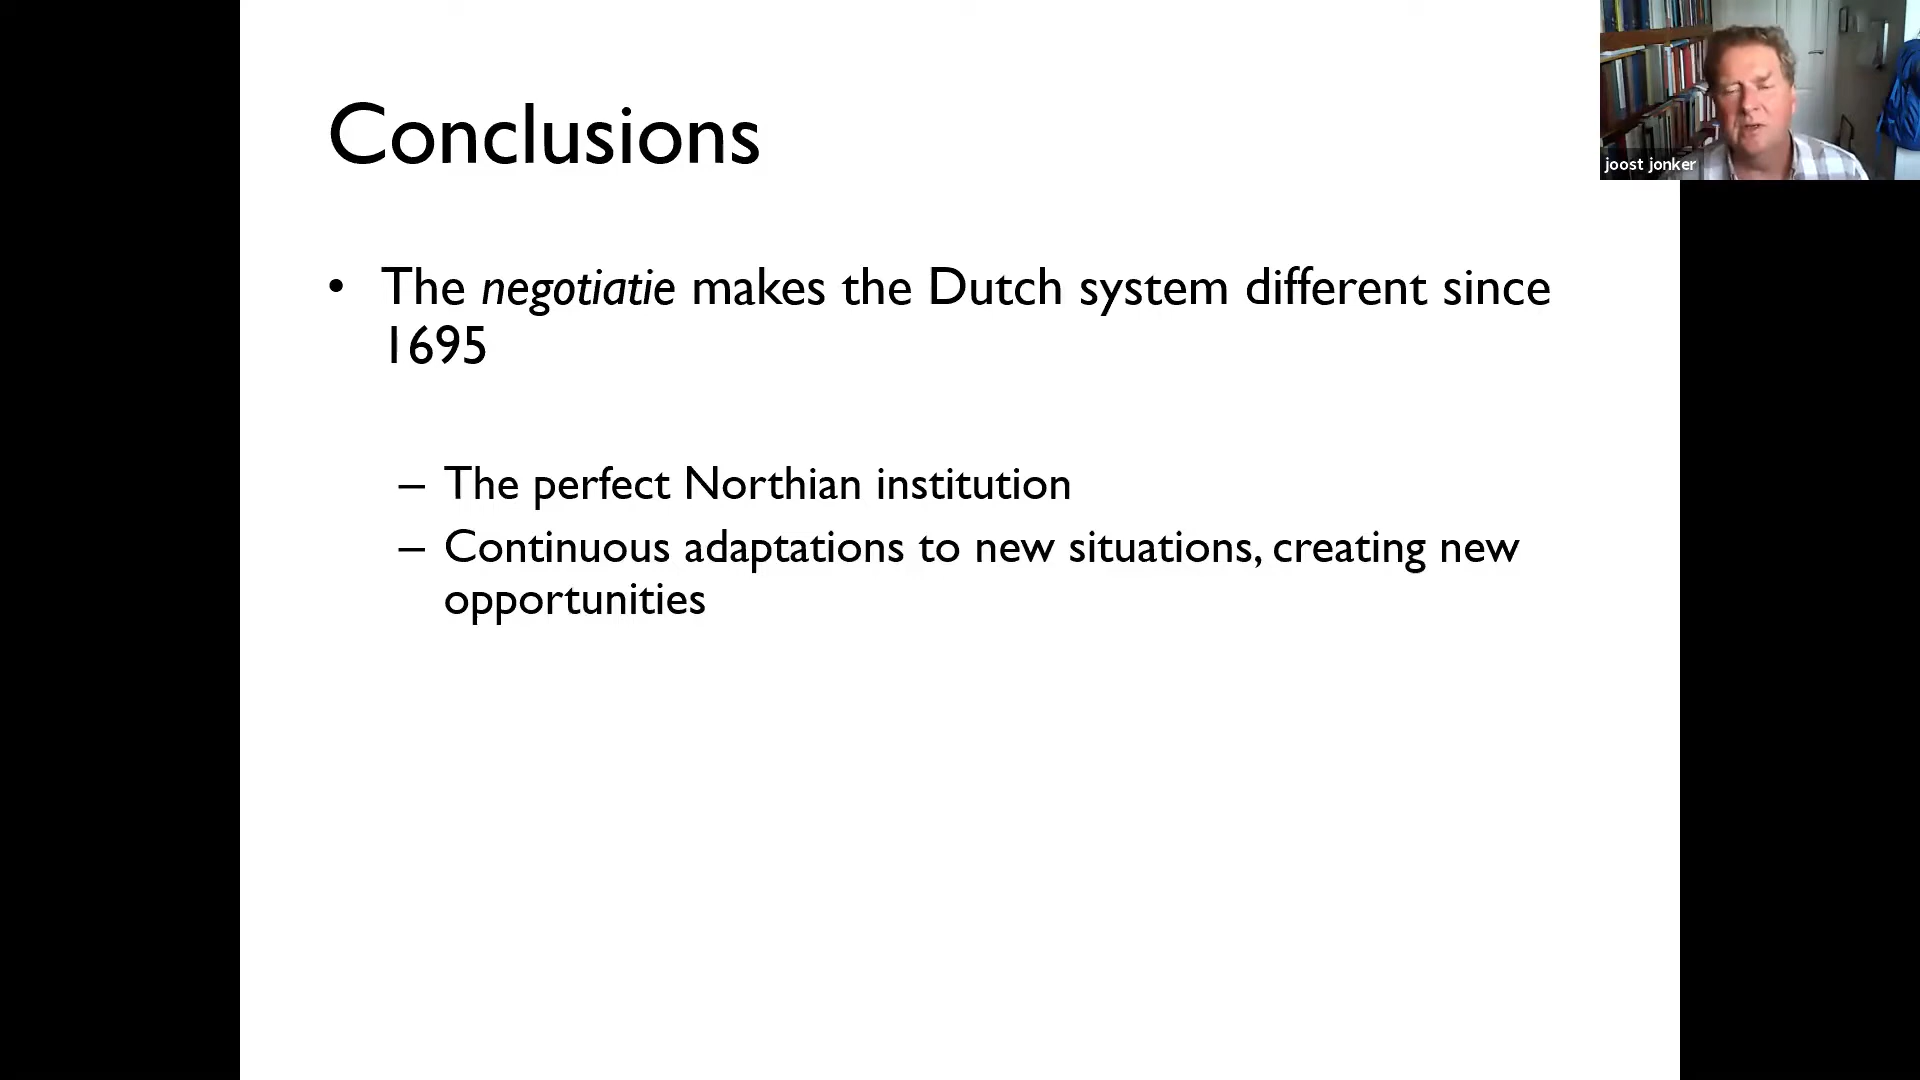 Conclusions
joost jonker
• The negotiatie makes the Dutch system different since
1695
– The perfect Northian institution
– Continuous adaptations to new situations, creating new
opportunities